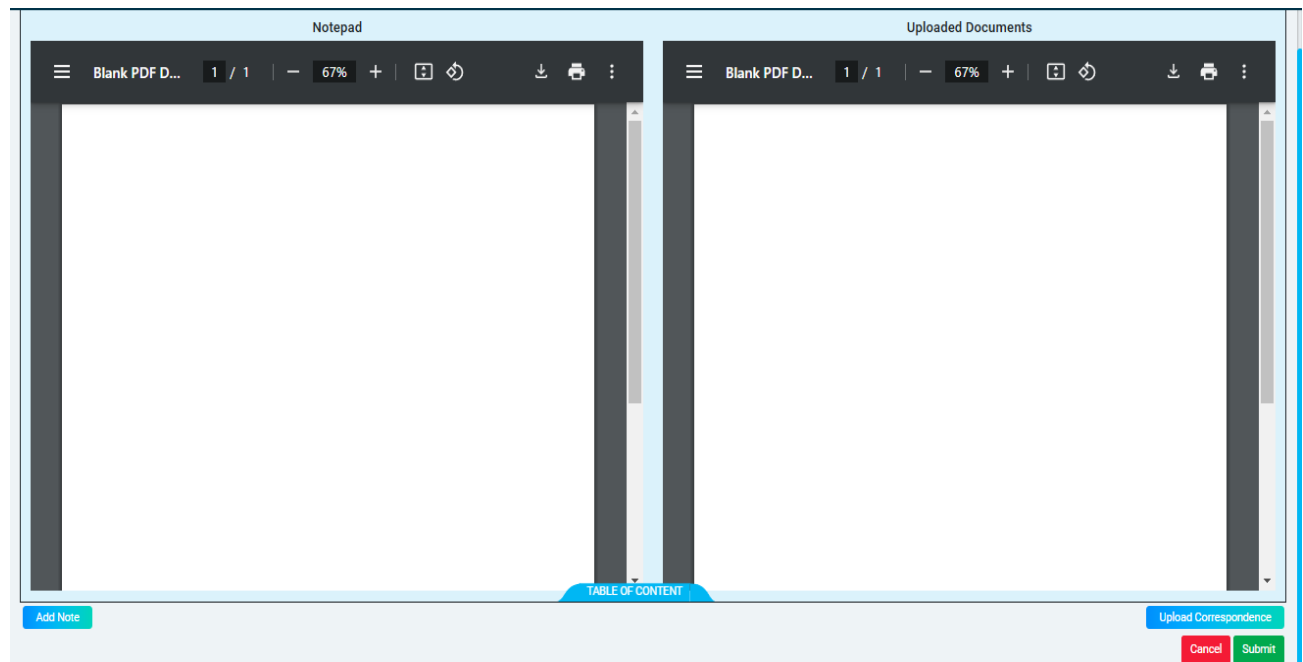 Notepad
Uploaded Documents
Blank PDF D... 1 / 1 67%
Blank PDF D... 1 / 1 67%
TABLE OF CONTENT
Add Note
Upload Correspondence
Cancel Submit